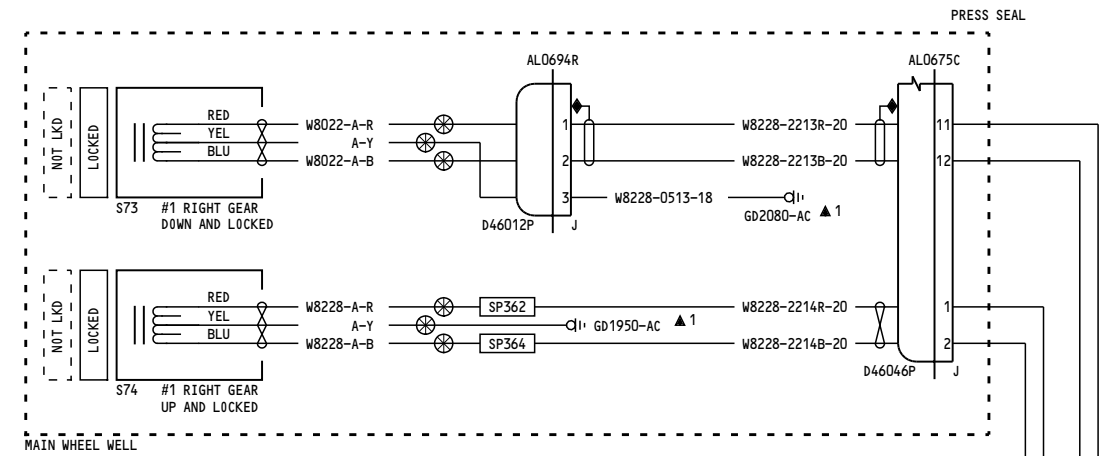 PRESS SEAL
AL0694R
AL0675C
NOT LKD
LOCKED
RED
YEL
BLU
W8022-A-R
A-Y
W8022-A-B
1
2
3
W8228-2213R-20
W8228-2213B-20
11
12
W8228-0513-18
GD2080-AC
1
S73
#1 RIGHT GEAR
DOWN AND LOCKED
D46012P
J
NOT LKD
LOCKED
RED
YEL
BLU
W8228-A-R
A-Y
W8228-A-B
SP362
SP364
GD1950-AC
1
W8228-2214R-20
W8228-2214B-20
1
2
D46046P
J
S74
#1 RIGHT GEAR
UP AND LOCKED
MAIN WHEEL WELL